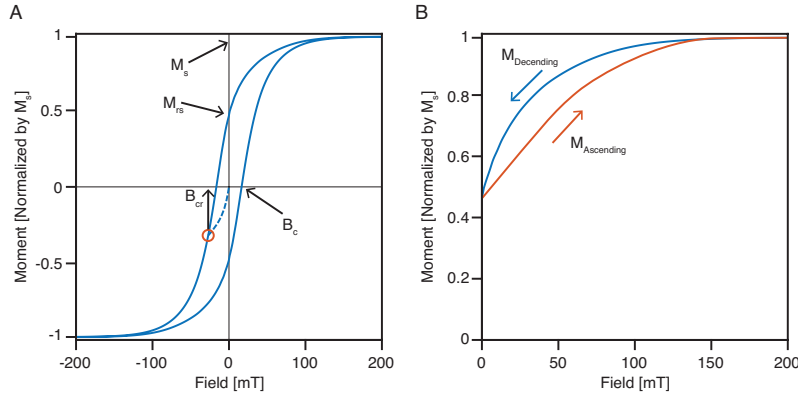 A
Moment [Normalized by Ms]
1
0.5
0
-0.5
-1
-200
-100
0
100
200
Field [mT]
Ms
Mrs
Bcr
Bc
B
Moment [Normalized by Ms]
1
0.8
0.6
0.4
0.2
0
0
50
100
150
200
Field [mT]
MDecending
MAscending